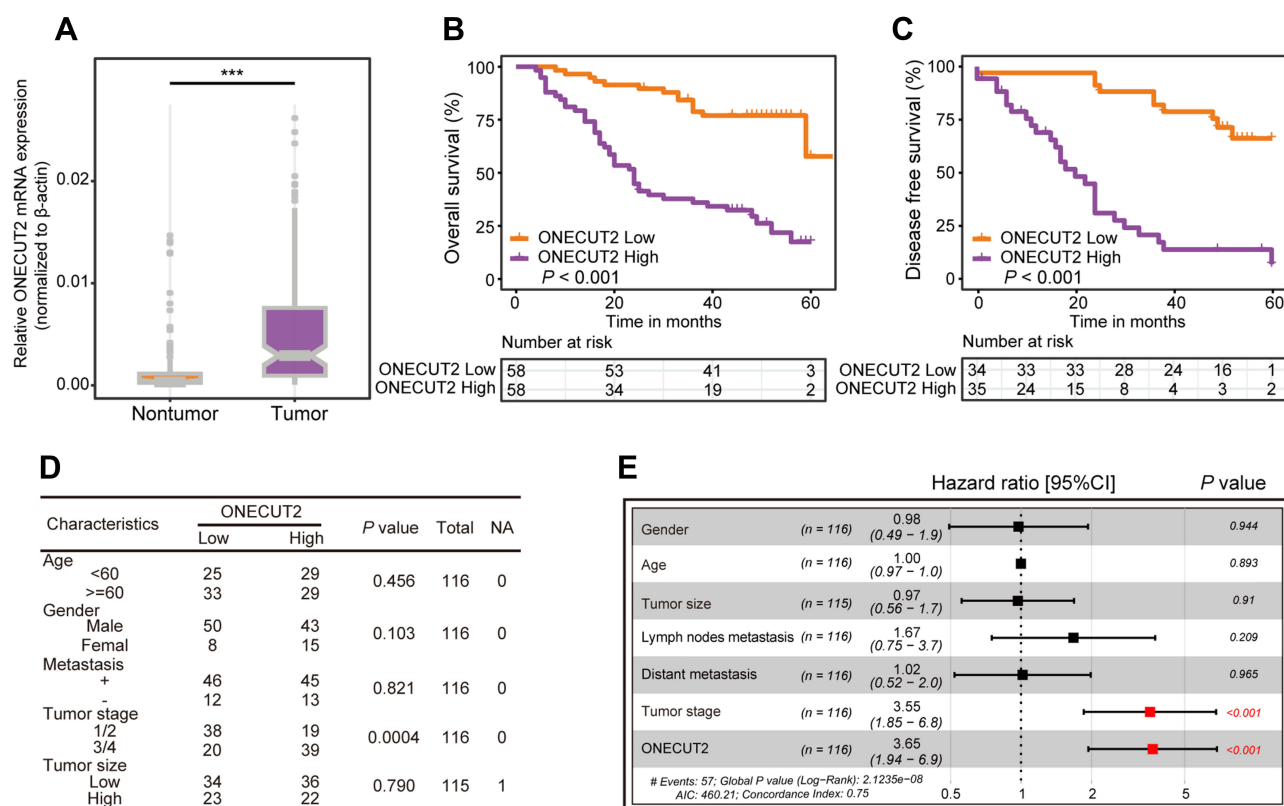 A
Relative ONECUT2 mRNA expression
(normalized to β-actin)
***
0.02
0.01
0.00
Nontumor Tumor
B
Overall survival (%)
100
75
50
25
0
ONECUT2 Low
ONECUT2 High
P < 0.001
0 20 40 60
Time in months
Number at risk
ONECUT2 Low 58 53 41 3
ONECUT2 High 58 34 19 2
C
Disease free survival (%)
100
75
50
25
0
ONECUT2 Low
ONECUT2 High
P < 0.001
0 20 40 60
Time in months
Number at risk
ONECUT2 Low 34 33 33 28 24 16 1
ONECUT2 High 35 24 15 8 4 3 2
D
Characteristics ONECUT2 P value Total NA
Low High
Age
<60 25 29 0.456 116 0
>=60 33 29
Gender
Male 50 43 0.103 116 0
Femal 8 15
Metastasis
+ 46 45 0.821 116 0
- 12 13
Tumor stage
1/2 38 19 0.0004 116 0
3/4 20 39
Tumor size
Low 34 36 0.790 115 1
High 23 22
E
Hazard ratio [95%CI] P value
Gender (n = 116) 0.98 (0.49 − 1.9) 0.944
Age (n = 116) 1.00 (0.97 − 1.0) 0.893
Tumor size (n = 115) 0.97 (0.56 − 1.7) 0.91
Lymph nodes metastasis (n = 116) 1.67 (0.75 − 3.7) 0.209
Distant metastasis (n = 116) 1.02 (0.52 − 2.0) 0.965
Tumor stage (n = 116) 3.55 (1.85 − 6.8) <0.001
ONECUT2 (n = 116) 3.65 (1.94 − 6.9) <0.001
# Events: 57; Global P value (Log−Rank): 2.1235e−08
AIC: 460.21; Concordance Index: 0.75
0.5 1 2 5